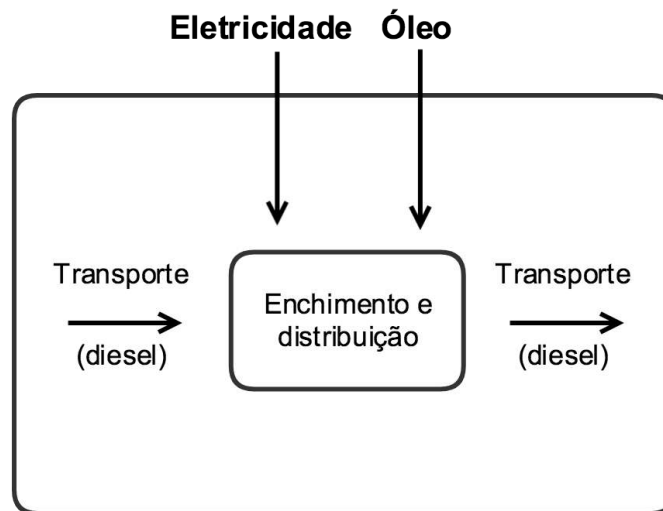 Eletricidade Óleo
Transporte
(diesel)
Enchimento e
distribuição
Transporte
(diesel)